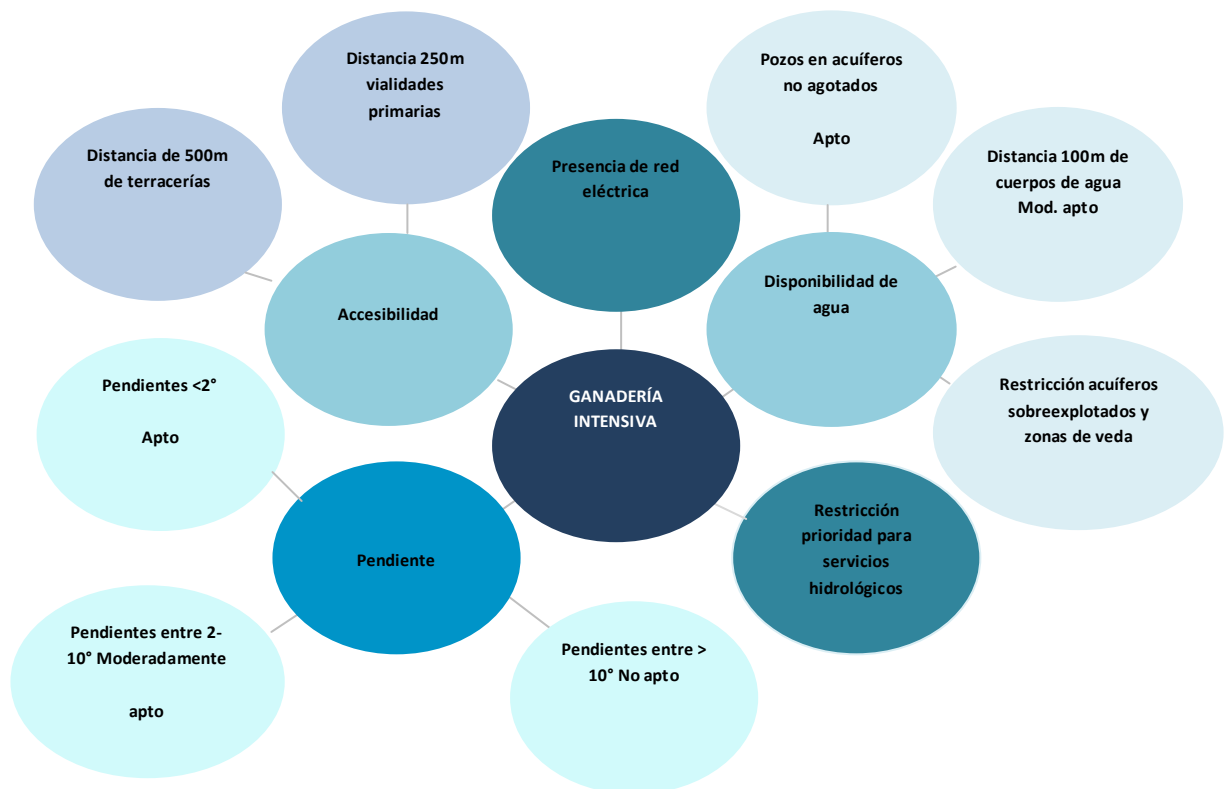 Distancia 250m
vialidades
primarias
Pozos en acuíferos
no agotados
Apto
Distancia de 500m
de terracerías
Presencia de red
eléctrica
Distancia 100m de
cuerpos de agua
Mod. apto
Accesibilidad
Disponibilidad de
agua
Pendientes <2°
Apto
GANADERÍA
INTENSIVA
Restricción acuíferos
sobreexplotados y
zonas de veda
Pendiente
Restricción
prioridad para
servicios
hidrológicos
Pendientes entre 2-
10° Moderadamente
apto
Pendientes entre >
10° No apto